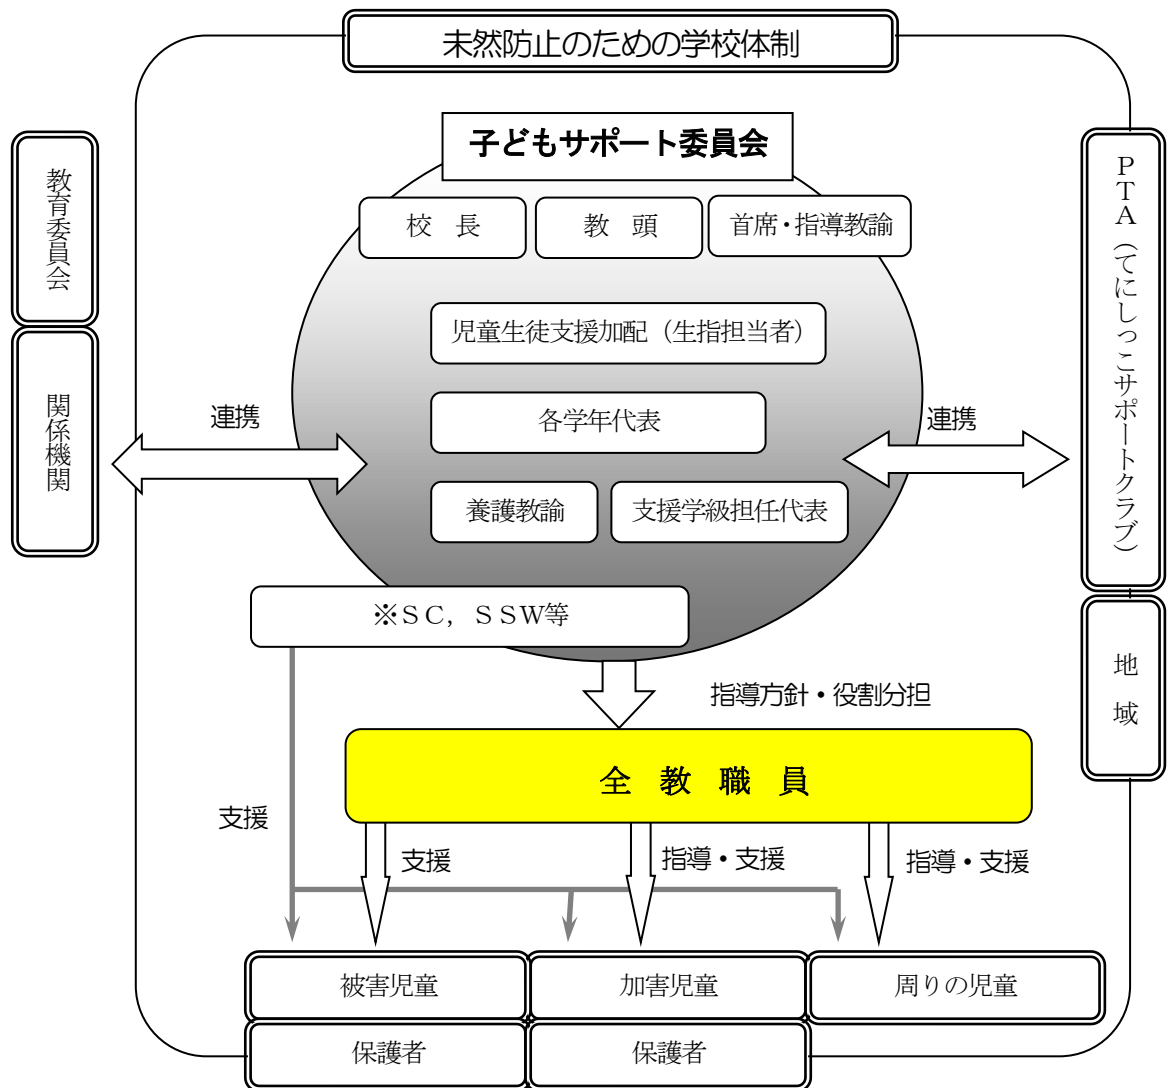 未然防止のための学校体制
子どもサポート委員会
校　長
教　頭
首席・指導教諭
教育委員会
関係機関
児童生徒支援加配（生指担当者）
各学年代表
養護教諭
支援学級担任代表
※ＳＣ，ＳＳＷ等
連携
連携
ＰＴＡ（てにしっこサポートクラブ）
地　域
指導方針・役割分担
全　教　職　員
支援
支援
指導・支援
指導・支援
被害児童
加害児童
周りの児童
保護者
保護者